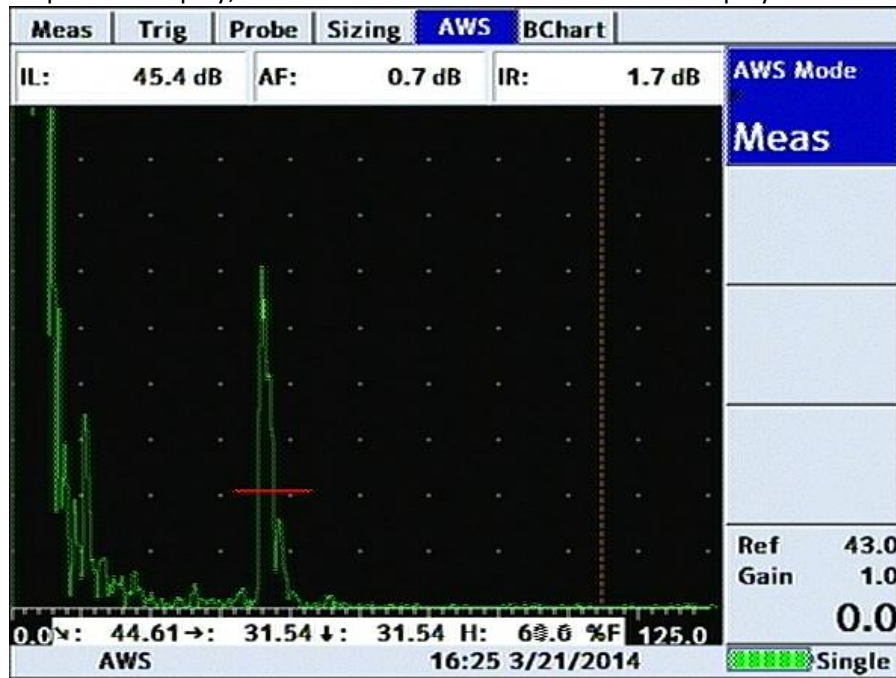 Meas Trig Probe Sizing AWS BChart
IL: 45.4 dB AF: 0.7 dB IR: 1.7 dB
AWS Mode
Meas
Ref 43.0
Gain 1.0
0.0
0.0 ↘: 44.61 →: 31.54 ↓: 31.54 H: %F 125.0
AWS 16:25 3/21/2014 Single